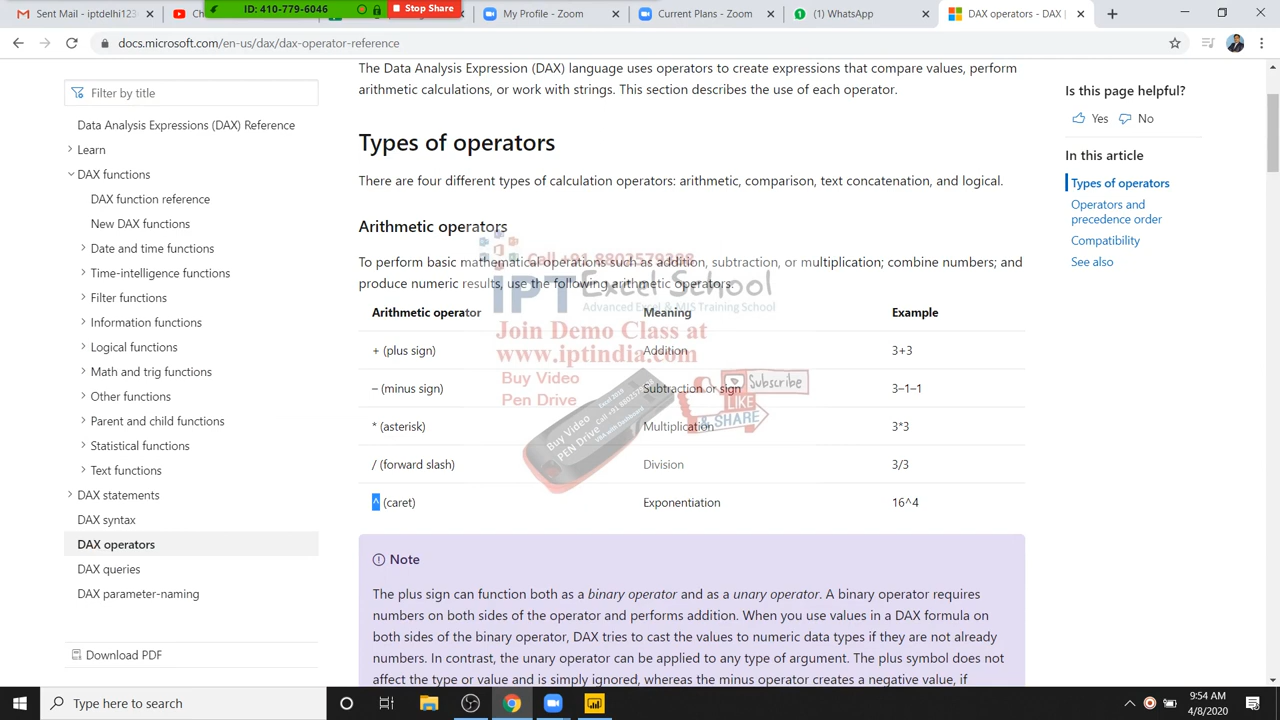 Sent Mail - iptdelhi123
ID: 410-779-6046
Stop Share
My Profile - Zoom
Current Plans - Zoom
(1) WhatsApp
DAX operators - DAX |
docs.microsoft.com/en-us/dax/dax-operator-reference
Filter by title
Data Analysis Expressions (DAX) Reference
Learn
DAX functions
DAX function reference
New DAX functions
Date and time functions
Time-intelligence functions
Filter functions
Information functions
Logical functions
Math and trig functions
Other functions
Parent and child functions
Statistical functions
Text functions
DAX statements
DAX syntax
DAX operators
DAX queries
DAX parameter-naming
Download PDF
The Data Analysis Expression (DAX) language uses operators to create expressions that compare values, perform
arithmetic calculations, or work with strings. This section describes the use of each operator.
Types of operators
There are four different types of calculation operators: arithmetic, comparison, text concatenation, and logical.
Arithmetic operators
To perform basic mathematical operations such as addition, subtraction, or multiplication; combine numbers; and
produce numeric results, use the following arithmetic operators.
Arithmetic operator Meaning Example
+ (plus sign) Addition 3+3
– (minus sign) Subtraction or sign 3–1–1
* (asterisk) Multiplication 3*3
/ (forward slash) Division 3/3
^ (caret) Exponentiation 16^4
Note
The plus sign can function both as a binary operator and as a unary operator. A binary operator requires
numbers on both sides of the operator and performs addition. When you use values in a DAX formula on
both sides of the binary operator, DAX tries to cast the values to numeric data types if they are not already
numbers. In contrast, the unary operator can be applied to any type of argument. The plus symbol does not
affect the type or value and is simply ignored, whereas the minus operator creates a negative value, if
IPT Excel School
Advanced Excel & MIS Training School
Join Demo Class at
www.iptindia.com
Buy Video
Pen Drive
Buy Video
PEN Drive
Subscribe
LIKE
& SHARE
Is this page helpful?
Yes No
In this article
Types of operators
Operators and
precedence order
Compatibility
See also
Type here to search
9:54 AM
4/8/2020